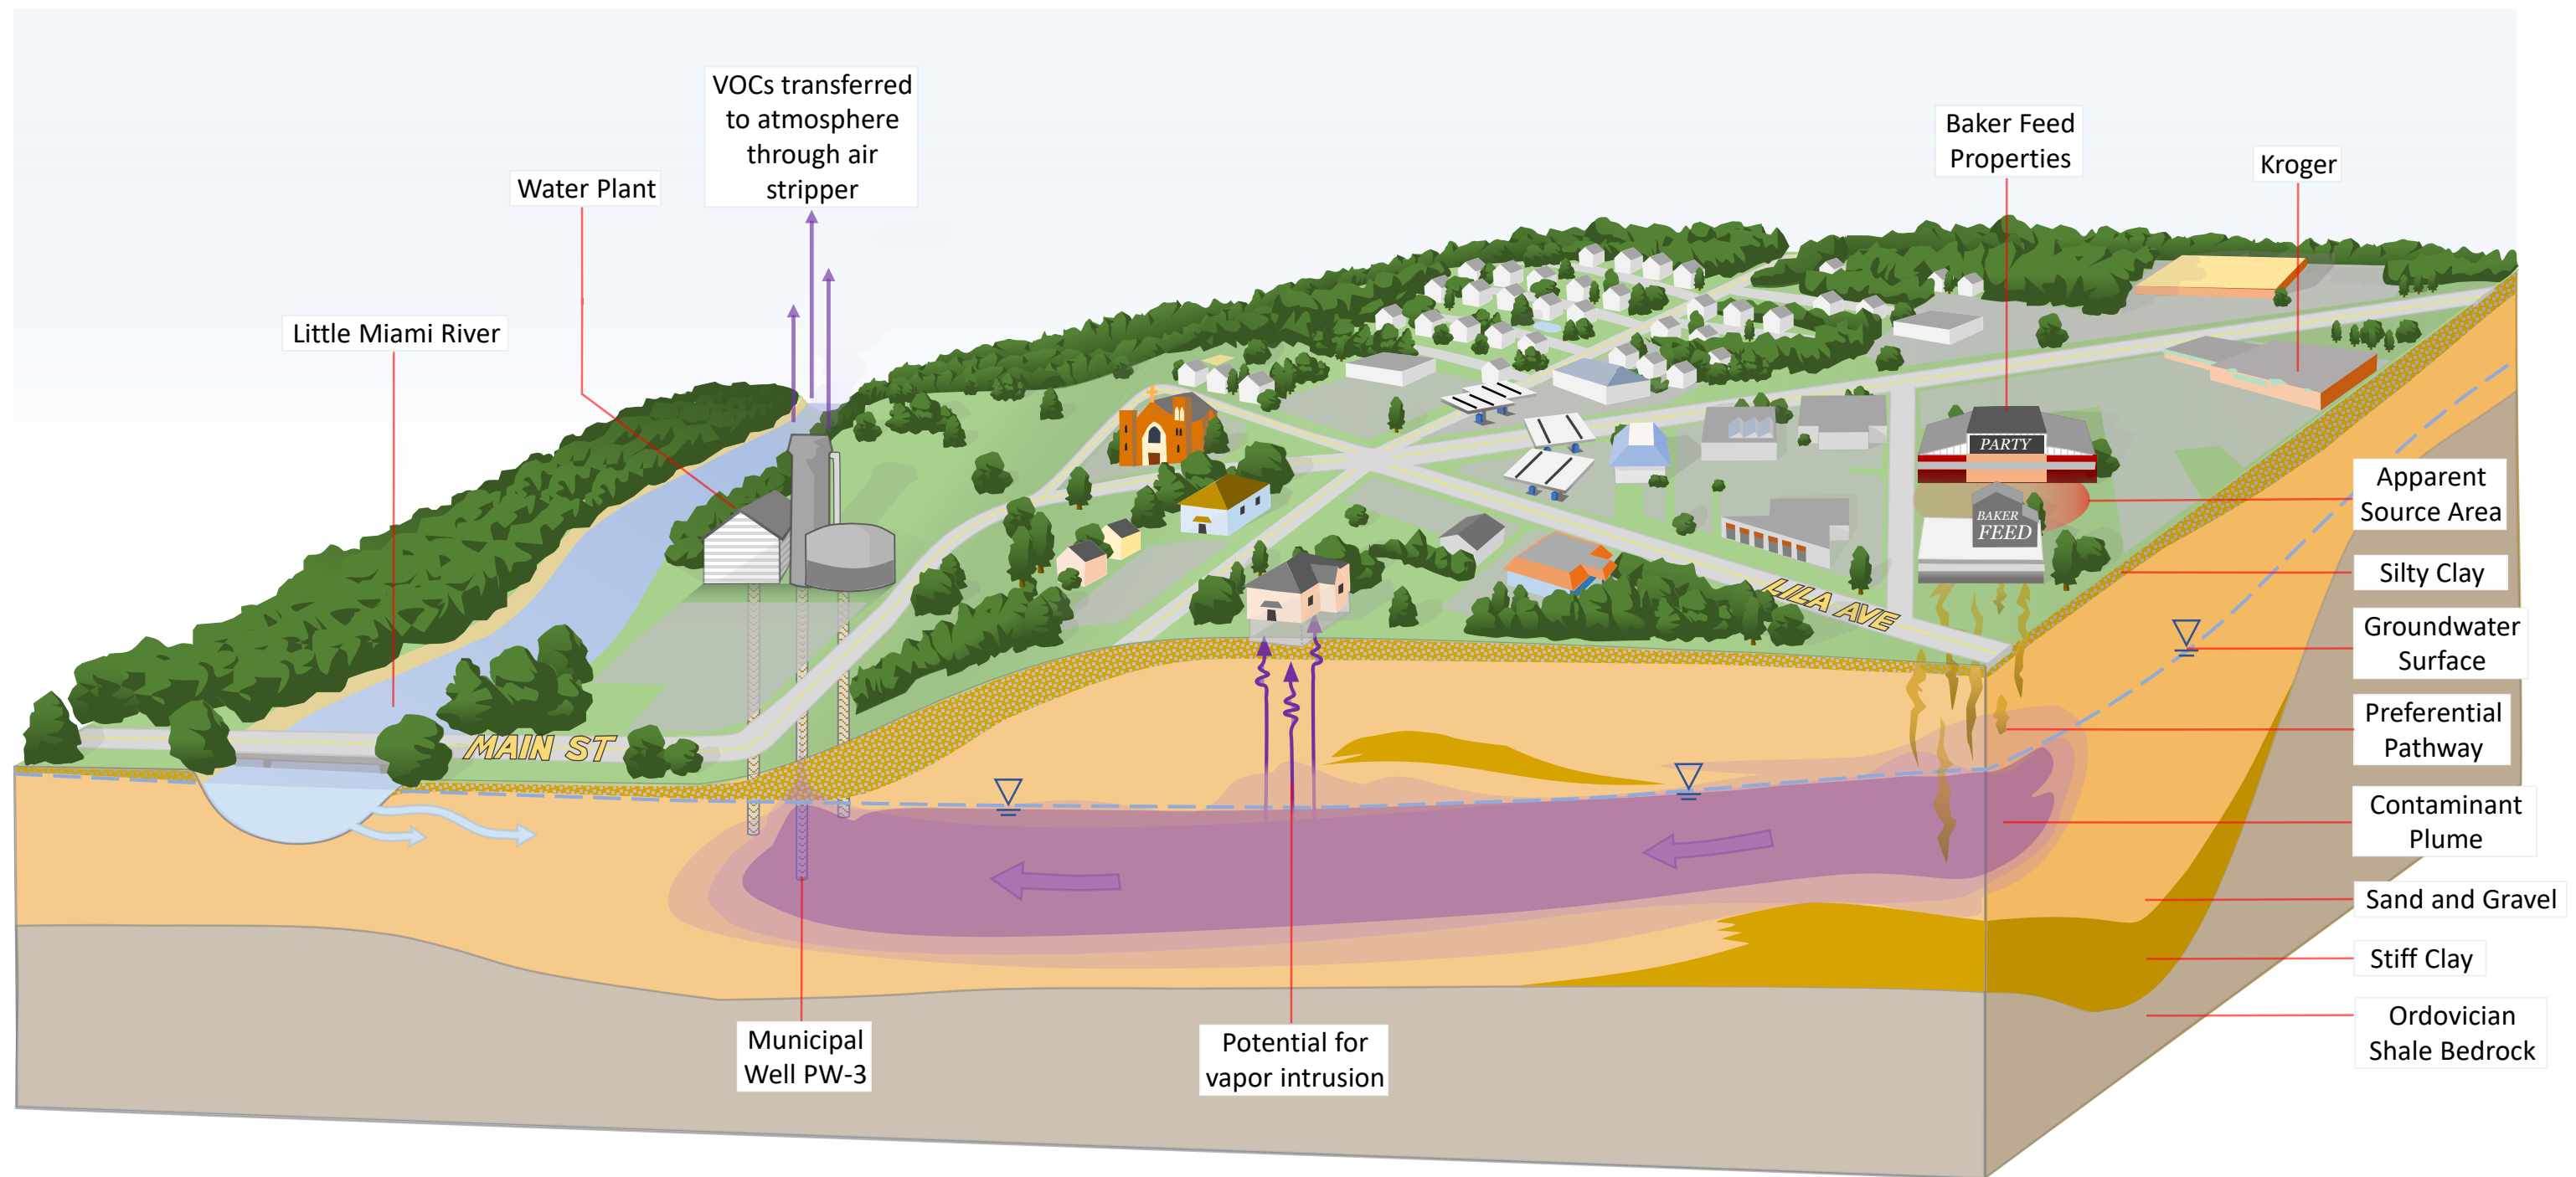 VOCs transferred
to atmosphere
through air
stripper
Baker Feed
Properties
Kroger
Water Plant
Little Miami River
PARTY
BAKER
FEED
Apparent
Source Area
Silty Clay
LILA AVE
Groundwater
Surface
Preferential
Pathway
MAIN ST
Contaminant
Plume
Sand and Gravel
Stiff Clay
Ordovician
Shale Bedrock
Municipal
Well PW-3
Potential for
vapor intrusion